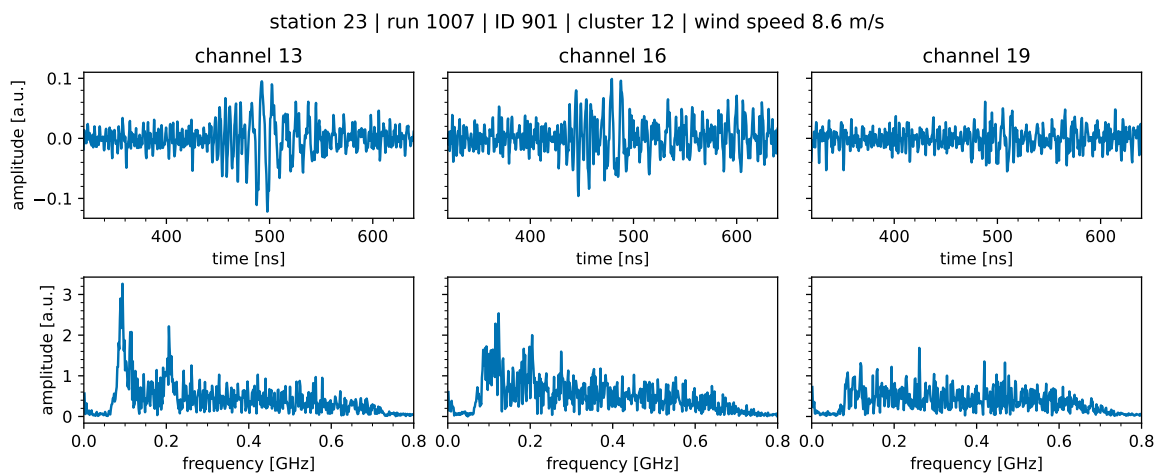 station 23 | run 1007 | ID 901 | cluster 12 | wind speed 8.6 m/s
channel 13 channel 16 channel 19
amplitude [a.u.]
0.1
0.0
−0.1
400 500 600 400 500 600 400 500 600
time [ns] time [ns] time [ns]
amplitude [a.u.]
3
2
1
0
0.0 0.2 0.4 0.6 0.8 0.0 0.2 0.4 0.6 0.8 0.0 0.2 0.4 0.6 0.8
frequency [GHz] frequency [GHz] frequency [GHz]